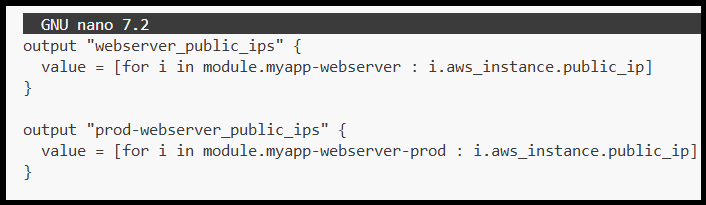 GNU nano 7.2
output "webserver_public_ips" {
  value = [for i in module.myapp-webserver : i.aws_instance.public_ip]
}

output "prod-webserver_public_ips" {
  value = [for i in module.myapp-webserver-prod : i.aws_instance.public_ip]
}